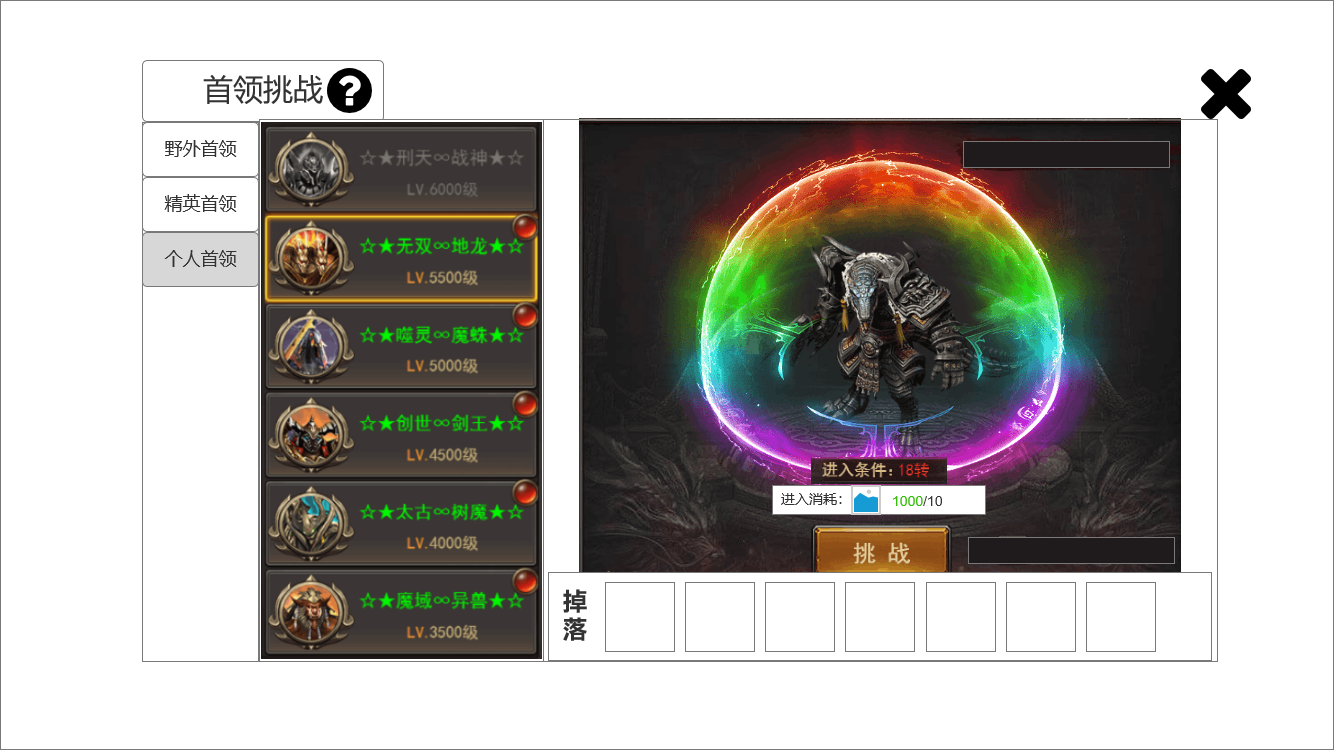 首领挑战?
野外首领
精英首领
个人首领
☆★刑天∞战神★☆
LV.6000级
☆★无双∞地龙★☆
LV.5500级
☆★噬灵∞魔蛛★☆
LV.5000级
☆★创世∞剑王★☆
LV.4500级
☆★太古∞树魔★☆
LV.4000级
☆★魔域∞异兽★☆
LV.3500级
进入条件:18转
进入消耗: 1000/10
挑战
掉落